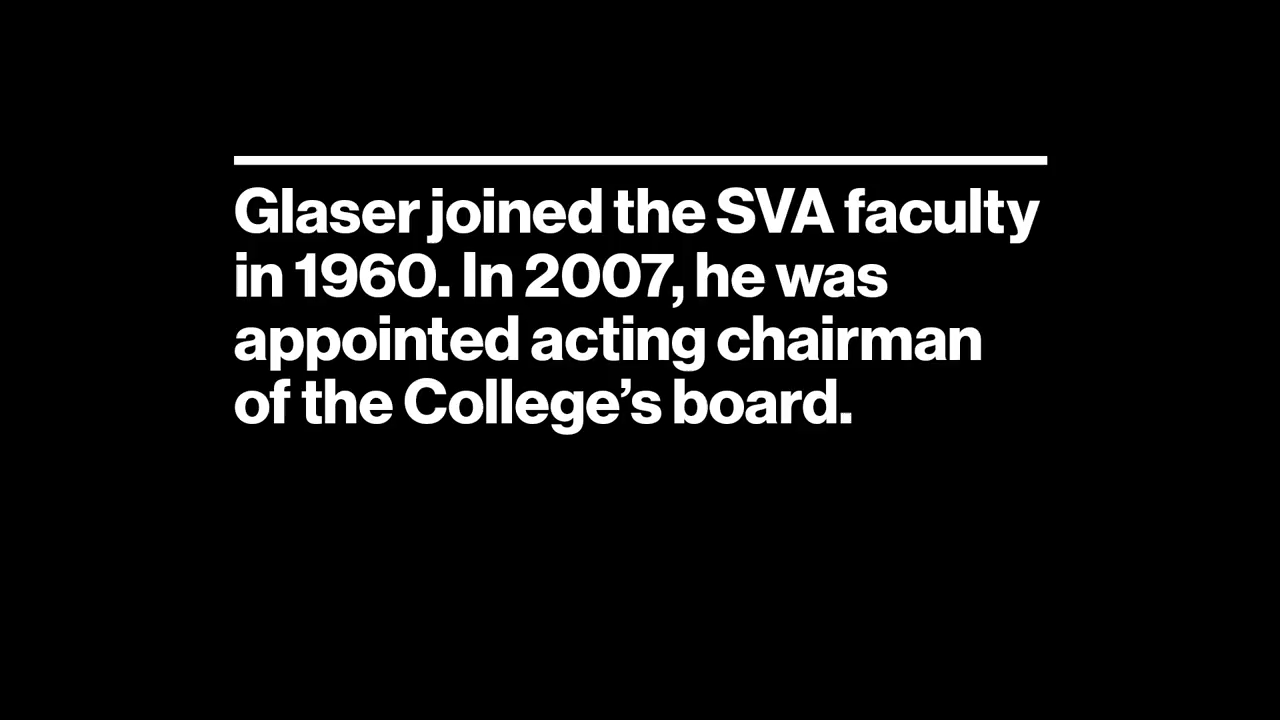 Glaser joined the SVA faculty
in 1960. In 2007, he was
appointed acting chairman
of the College’s board.